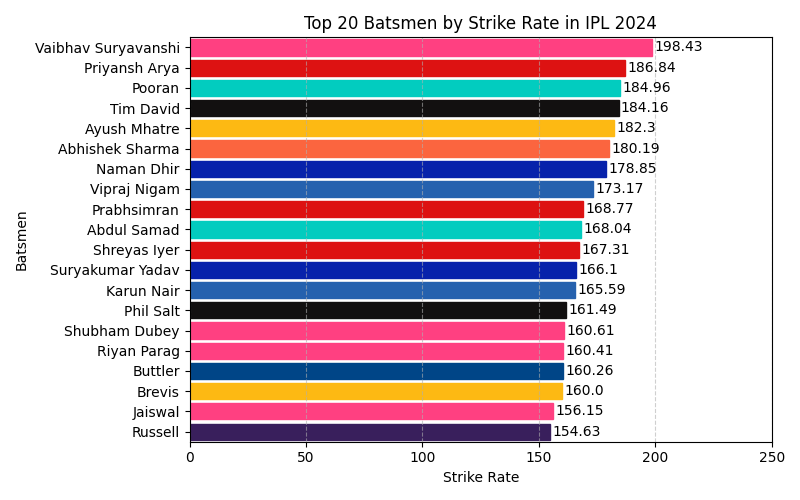 Top 20 Batsmen by Strike Rate in IPL 2024
Batsmen
Vaibhav Suryavanshi 198.43
Priyansh Arya 186.84
Pooran 184.96
Tim David 184.16
Ayush Mhatre 182.3
Abhishek Sharma 180.19
Naman Dhir 178.85
Vipraj Nigam 173.17
Prabhsimran 168.77
Abdul Samad 168.04
Shreyas Iyer 167.31
Suryakumar Yadav 166.1
Karun Nair 165.59
Phil Salt 161.49
Shubham Dubey 160.61
Riyan Parag 160.41
Buttler 160.26
Brevis 160.0
Jaiswal 156.15
Russell 154.63
0 50 100 150 200 250
Strike Rate